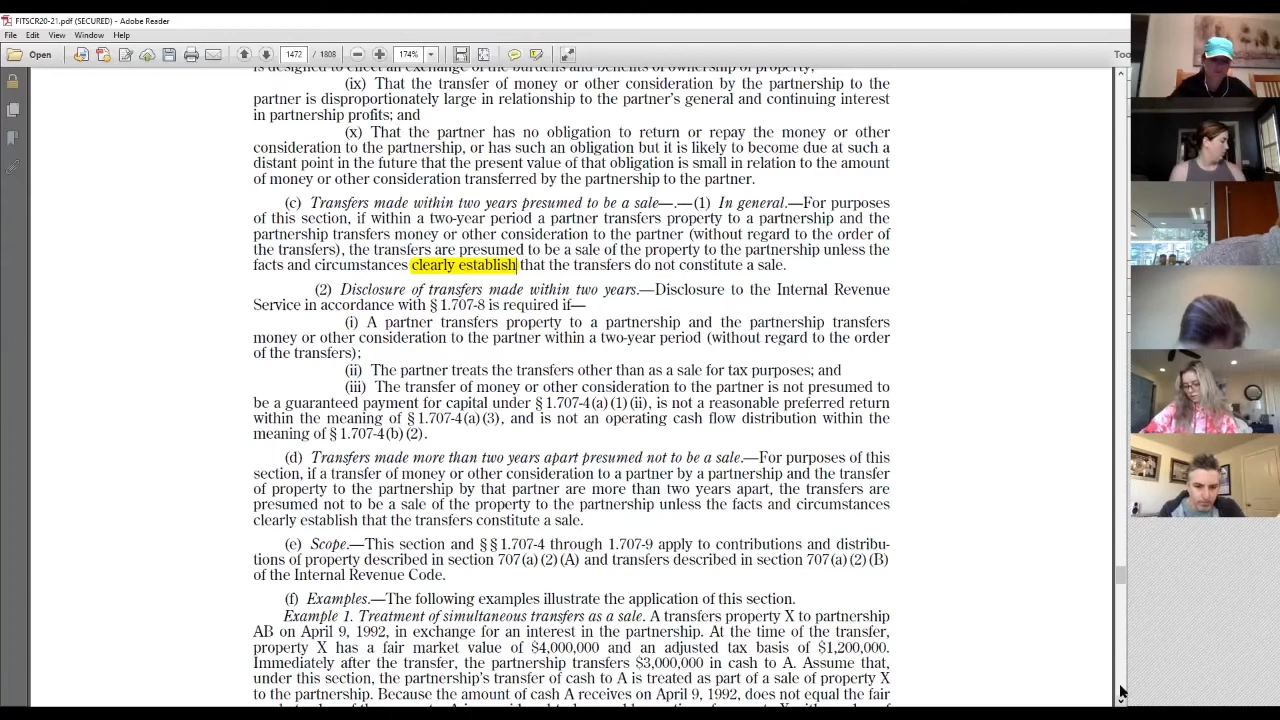 FITSCR20-21.pdf (SECURED) - Adobe Reader
File Edit View Window Help
Open 1472 / 1808 174% Too
is designed to effect an exchange of the burdens and benefits of ownership of property;
(ix) That the transfer of money or other consideration by the partnership to the
partner is disproportionately large in relationship to the partner's general and continuing interest
in partnership profits; and
(x) That the partner has no obligation to return or repay the money or other
consideration to the partnership, or has such an obligation but it is likely to become due at such a
distant point in the future that the present value of that obligation is small in relation to the amount
of money or other consideration transferred by the partnership to the partner.
(c) Transfers made within two years presumed to be a sale—.—(1) In general.—For purposes
of this section, if within a two-year period a partner transfers property to a partnership and the
partnership transfers money or other consideration to the partner (without regard to the order of
the transfers), the transfers are presumed to be a sale of the property to the partnership unless the
facts and circumstances clearly establish that the transfers do not constitute a sale.
(2) Disclosure of transfers made within two years.—Disclosure to the Internal Revenue
Service in accordance with § 1.707-8 is required if—
(i) A partner transfers property to a partnership and the partnership transfers
money or other consideration to the partner within a two-year period (without regard to the order
of the transfers);
(ii) The partner treats the transfers other than as a sale for tax purposes; and
(iii) The transfer of money or other consideration to the partner is not presumed to
be a guaranteed payment for capital under § 1.707-4(a)(1)(ii), is not a reasonable preferred return
within the meaning of § 1.707-4(a)(3), and is not an operating cash flow distribution within the
meaning of § 1.707-4(b)(2).
(d) Transfers made more than two years apart presumed not to be a sale.—For purposes of this
section, if a transfer of money or other consideration to a partner by a partnership and the transfer
of property to the partnership by that partner are more than two years apart, the transfers are
presumed not to be a sale of the property to the partnership unless the facts and circumstances
clearly establish that the transfers constitute a sale.
(e) Scope.—This section and §§ 1.707-4 through 1.707-9 apply to contributions and distribu-
tions of property described in section 707(a)(2)(A) and transfers described in section 707(a)(2)(B)
of the Internal Revenue Code.
(f) Examples.—The following examples illustrate the application of this section.
Example 1. Treatment of simultaneous transfers as a sale. A transfers property X to partnership
AB on April 9, 1992, in exchange for an interest in the partnership. At the time of the transfer,
property X has a fair market value of $4,000,000 and an adjusted tax basis of $1,200,000.
Immediately after the transfer, the partnership transfers $3,000,000 in cash to A. Assume that,
under this section, the partnership's transfer of cash to A is treated as part of a sale of property X
to the partnership. Because the amount of cash A receives on April 9, 1992, does not equal the fair